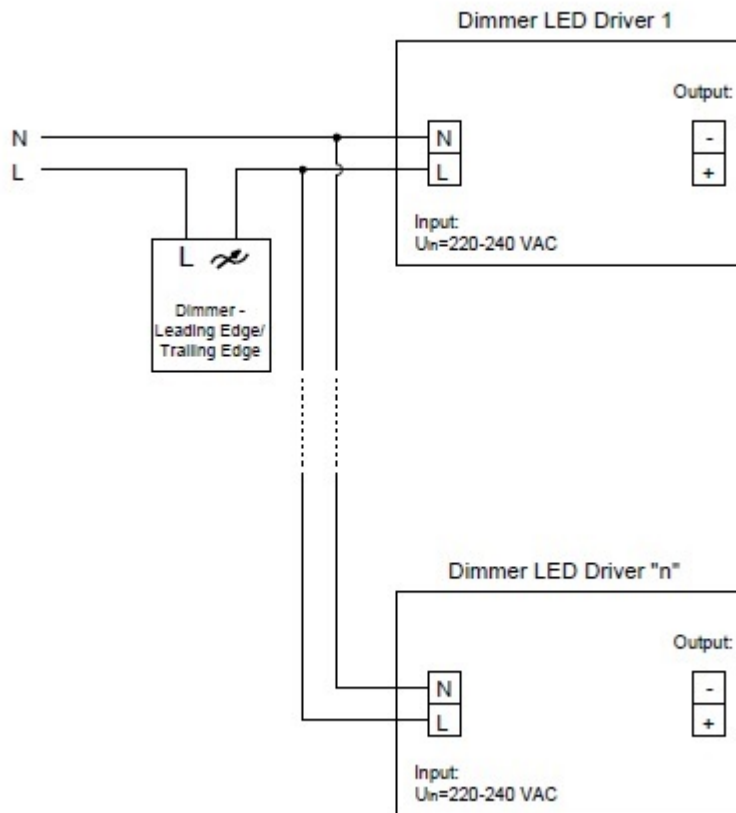 Dimmer LED Driver 1
Output:
N
L
N
L
-
+
Input:
Uin=220-240 VAC
L
Dimmer -
Leading Edge/
Trailing Edge
Dimmer LED Driver "n"
Output:
N
L
-
+
Input:
Uin=220-240 VAC